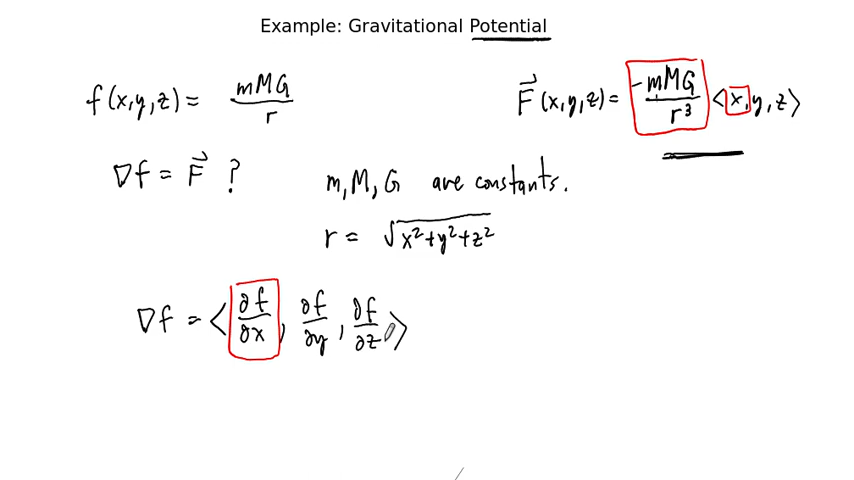 Example: Gravitational Potential
f(x,y,z) = mMG/r
F⃗(x,y,z) = -mMG/r³ <x,y,z>
∇f = F⃗ ?
m, M, G are constants.
r = √(x²+y²+z²)
∇f = <∂f/∂x, ∂f/∂y, ∂f/∂z>